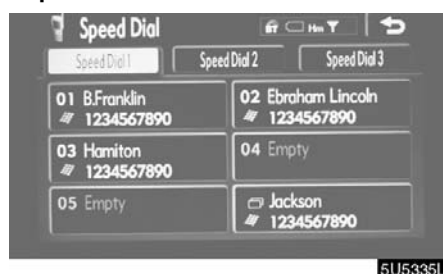 Speed Dial
Speed Dial 1 Speed Dial 2 Speed Dial 3
01 B.Franklin
1234567890
02 Ebraham Lincoln
1234567890
03 Hamiton
1234567890
04 Empty
05 Empty
Jackson
1234567890
5U5335L